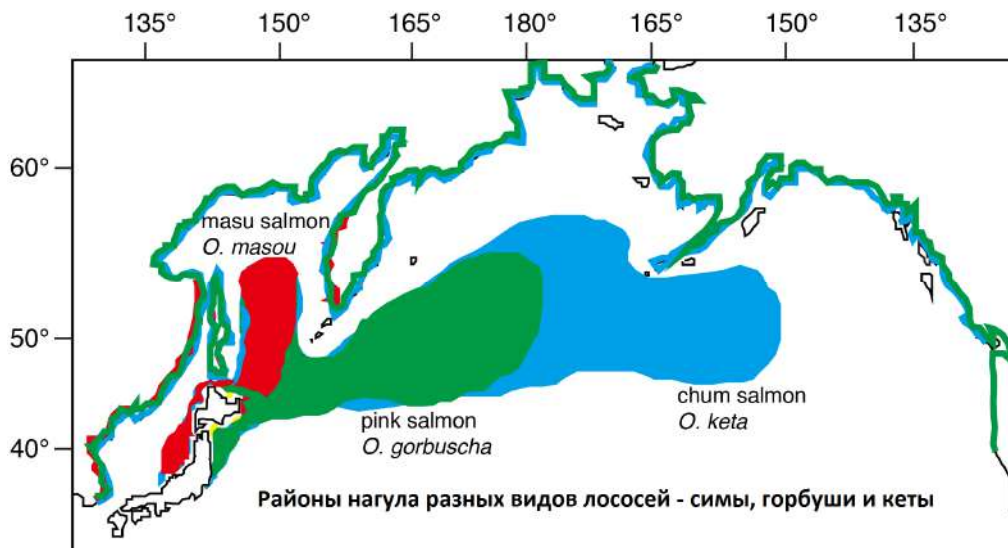 135° 150° 165° 180° 165° 150° 135°
60°
masu salmon
O. masou
50°
chum salmon
O. keta
pink salmon
O. gorbuscha
40°
Районы нагула разных видов лососей - симы, горбуши и кеты